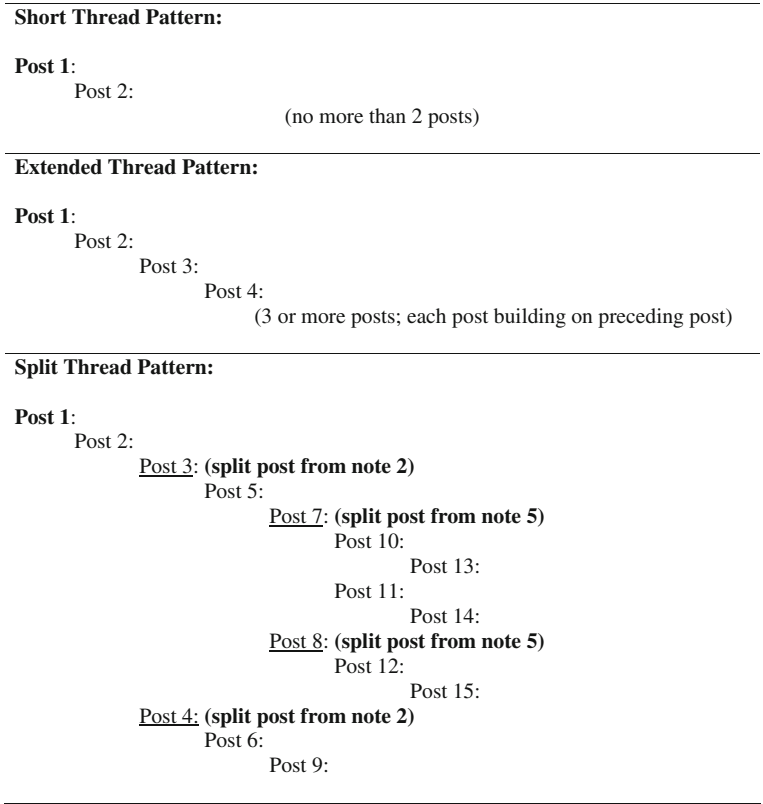 Short Thread Pattern:
Post 1:
Post 2:
(no more than 2 posts)
Extended Thread Pattern:
Post 1:
Post 2:
Post 3:
Post 4:
(3 or more posts; each post building on preceding post)
Split Thread Pattern:
Post 1:
Post 2:
Post 3: (split post from note 2)
Post 5:
Post 7: (split post from note 5)
Post 10:
Post 13:
Post 11:
Post 14:
Post 8: (split post from note 5)
Post 12:
Post 15:
Post 4: (split post from note 2)
Post 6:
Post 9: